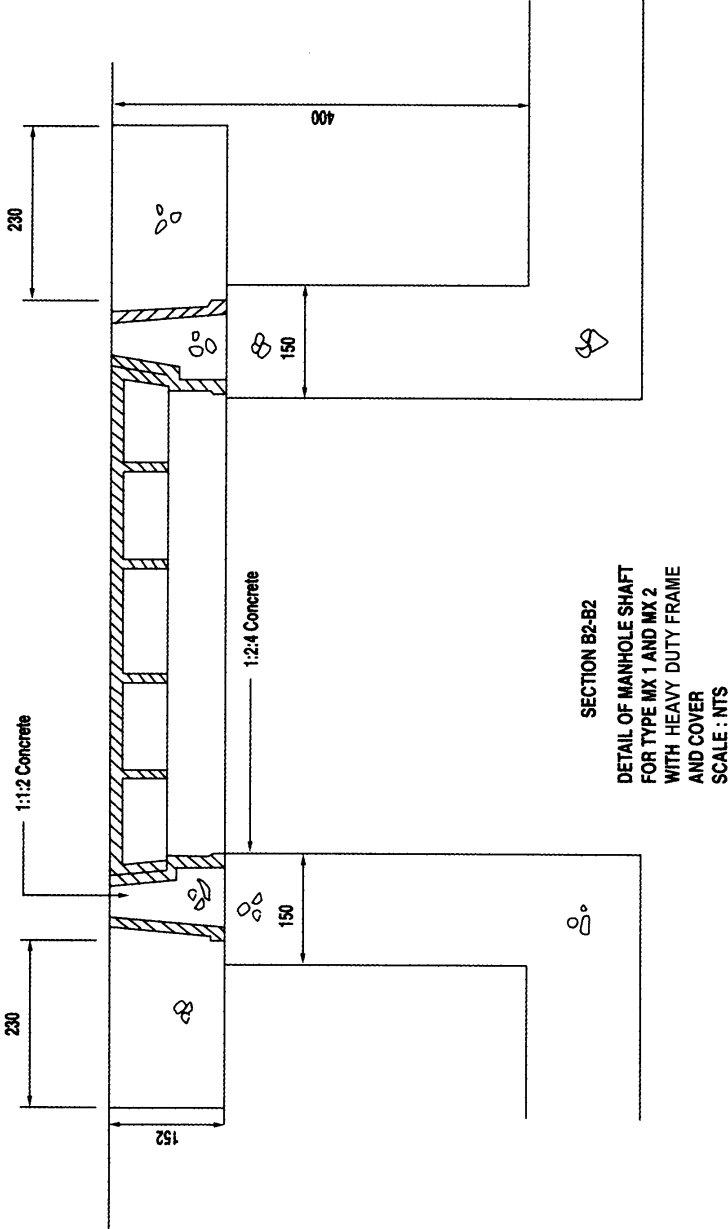 230
400
230
150
1:1:2 Concrete
1:2:4 Concrete
150
152
SECTION B2-B2
DETAIL OF MANHOLE SHAFT
FOR TYPE MX 1 AND MX 2
WITH HEAVY DUTY FRAME
AND COVER
SCALE : NTS